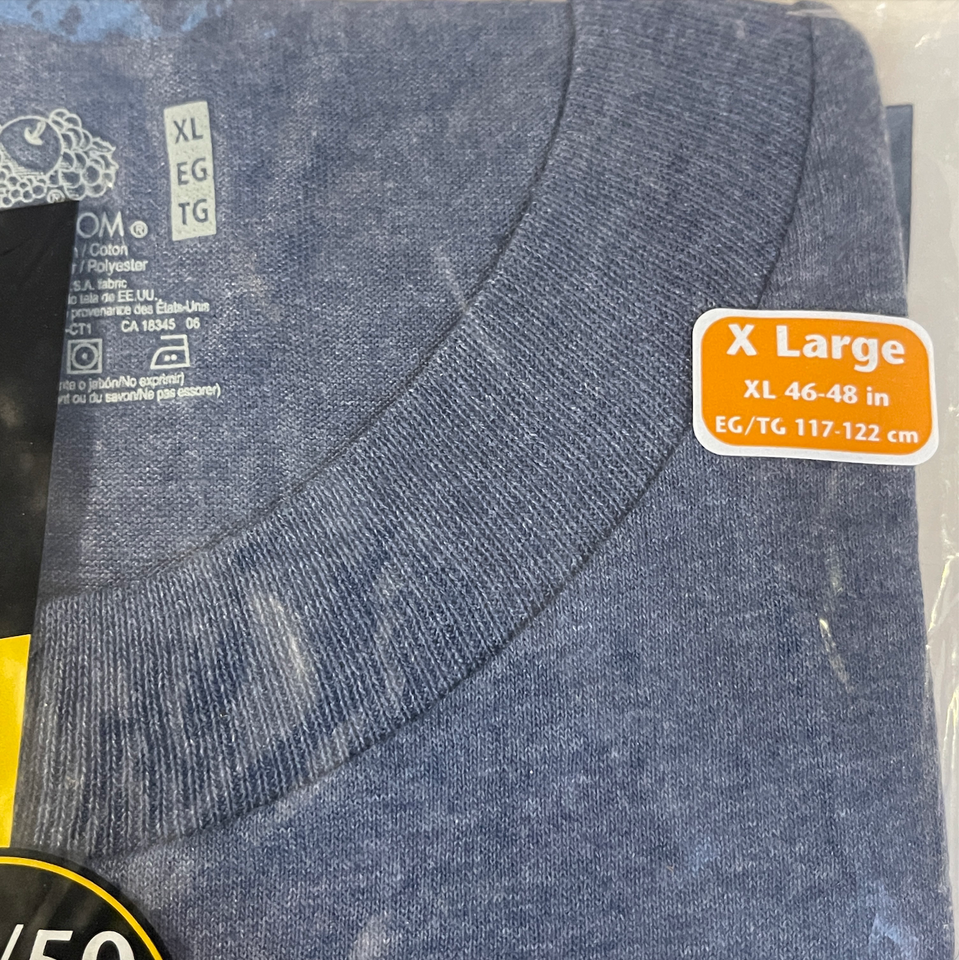 XL
EG
TG
OM®
/ Coton
/ Polyester
.S.A. fabric
tela de EE.UU.
provenance des États-Unis
-CT1 CA 18345 06
o jabón/No exprimir)
ou du savon/Ne pas essorer)
X Large
XL 46-48 in
EG/TG 117-122 cm
/50